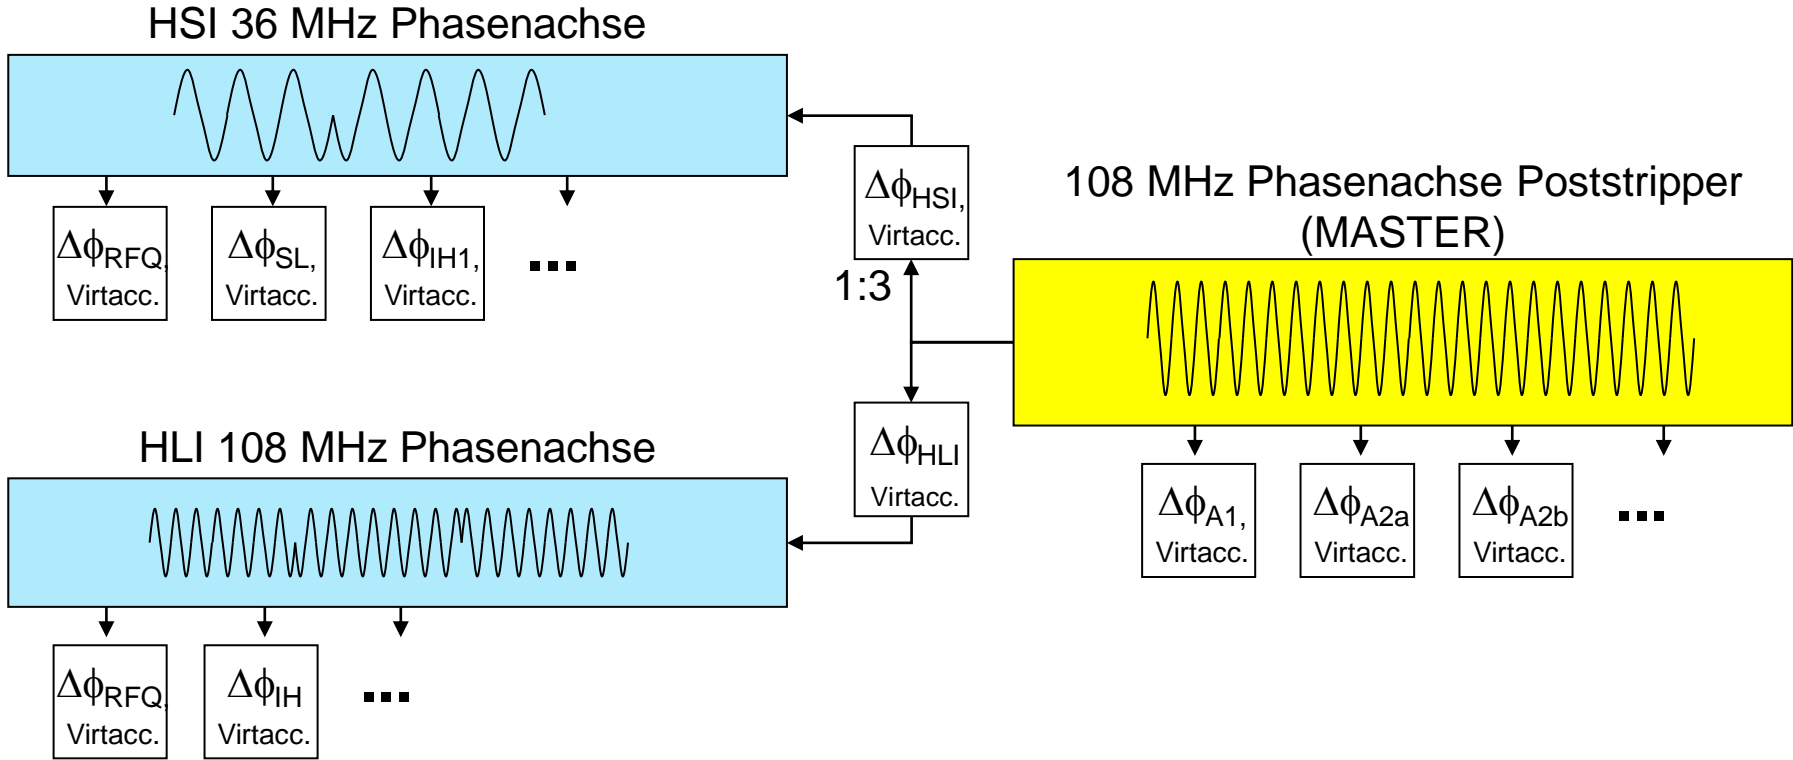 HSI 36 MHz Phasenachse
ΔϕRFQ,
Virtacc.
ΔϕSL,
Virtacc.
ΔϕIH1,
Virtacc.
...
ΔϕHSI,
Virtacc.
1:3
108 MHz Phasenachse Poststripper
(MASTER)
HLI 108 MHz Phasenachse
ΔϕHLI
Virtacc.
ΔϕA1,
Virtacc.
ΔϕA2a
Virtacc.
ΔϕA2b
Virtacc.
...
ΔϕRFQ,
Virtacc.
ΔϕIH
Virtacc.
...